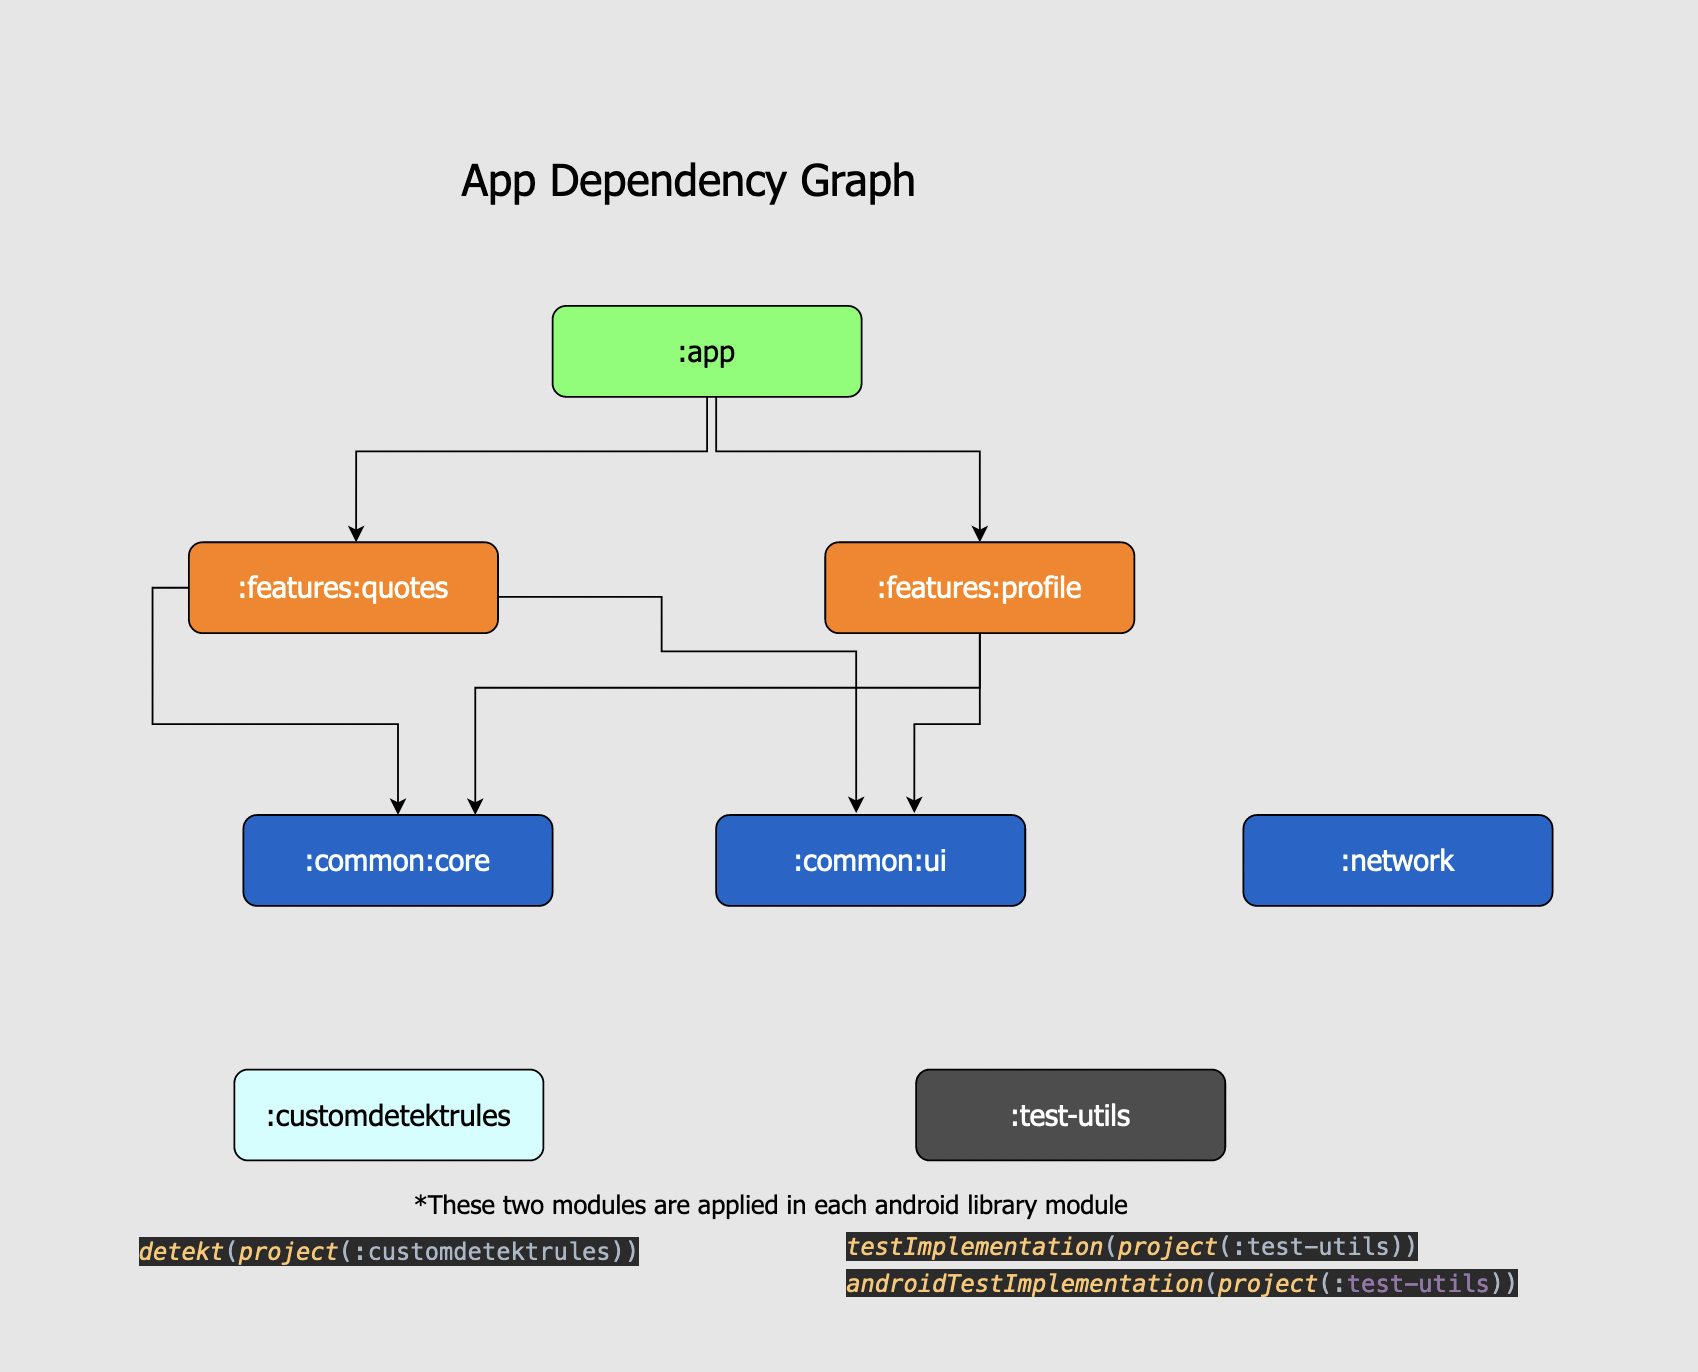 App Dependency Graph
:app
:features:quotes
:features:profile
:common:core
:common:ui
:network
:customdetektrules
:test-utils
*These two modules are applied in each android library module
detekt(project(:customdetektrules))
testImplementation(project(:test-utils))
androidTestImplementation(project(:test-utils))